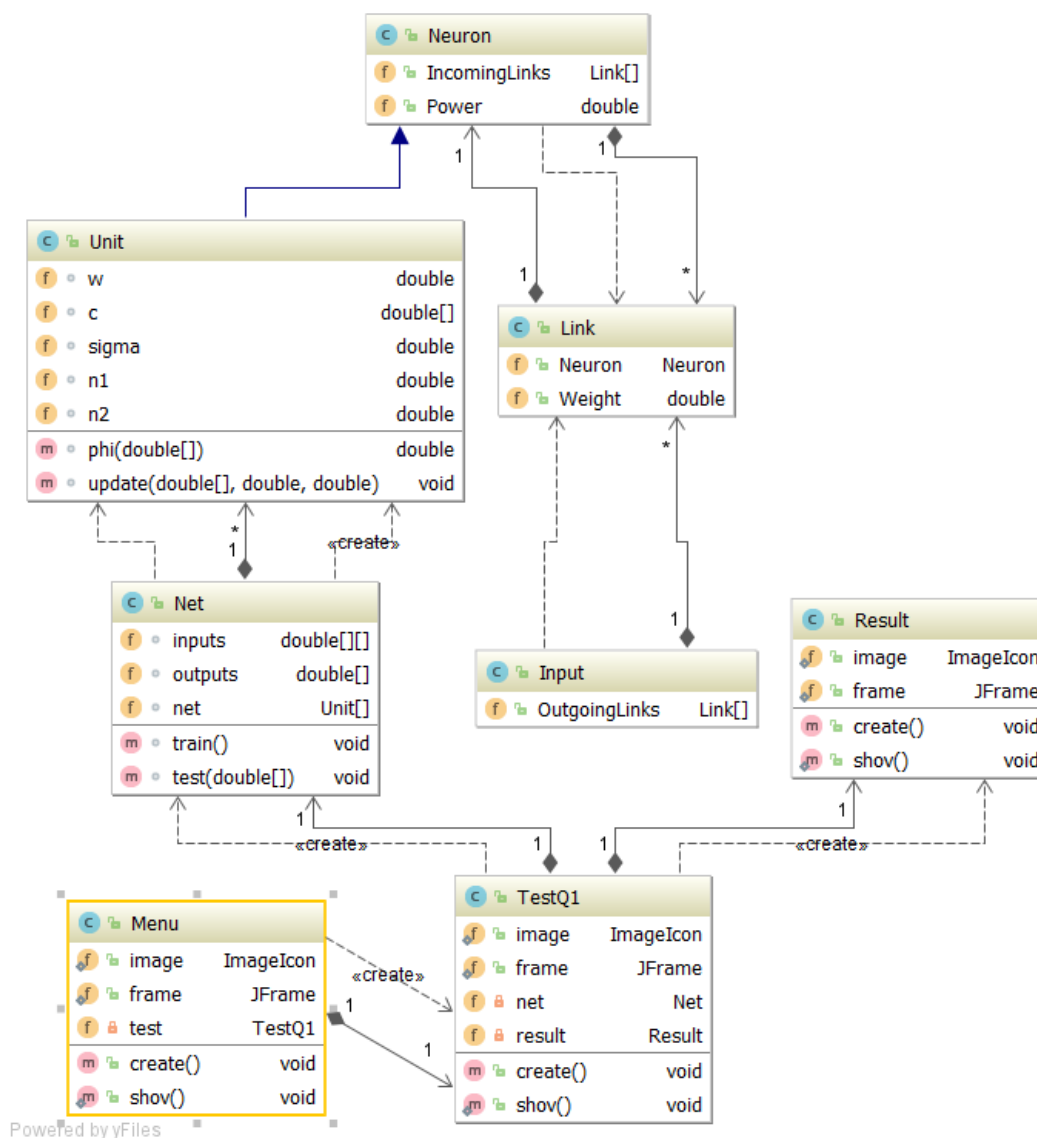 C Neuron
f IncomingLinks Link[]
f Power double
1
1
C Unit
f w double
f c double[]
f sigma double
f n1 double
f n2 double
m phi(double[]) double
m update(double[], double, double) void
1
*
C Link
f Neuron Neuron
f Weight double
*
*
1
«create»
C Net
f inputs double[][]
f outputs double[]
f net Unit[]
m train() void
m test(double[]) void
1
C Input
f OutgoingLinks Link[]
C Result
f image ImageIcon
f frame JFrame
m create() void
m shov() void
1
1
«create»
1
1
«create»
C Menu
f image ImageIcon
f frame JFrame
f test TestQ1
m create() void
m shov() void
«create»
1
1
C TestQ1
f image ImageIcon
f frame JFrame
f net Net
f result Result
m create() void
m shov() void
Powered by yFiles